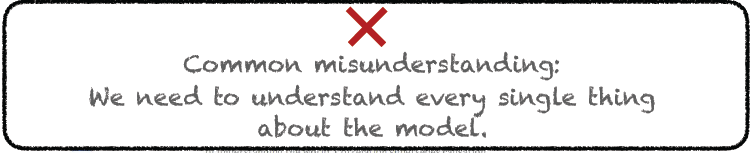 Common misunderstanding:
We need to understand every single thing
about the model.